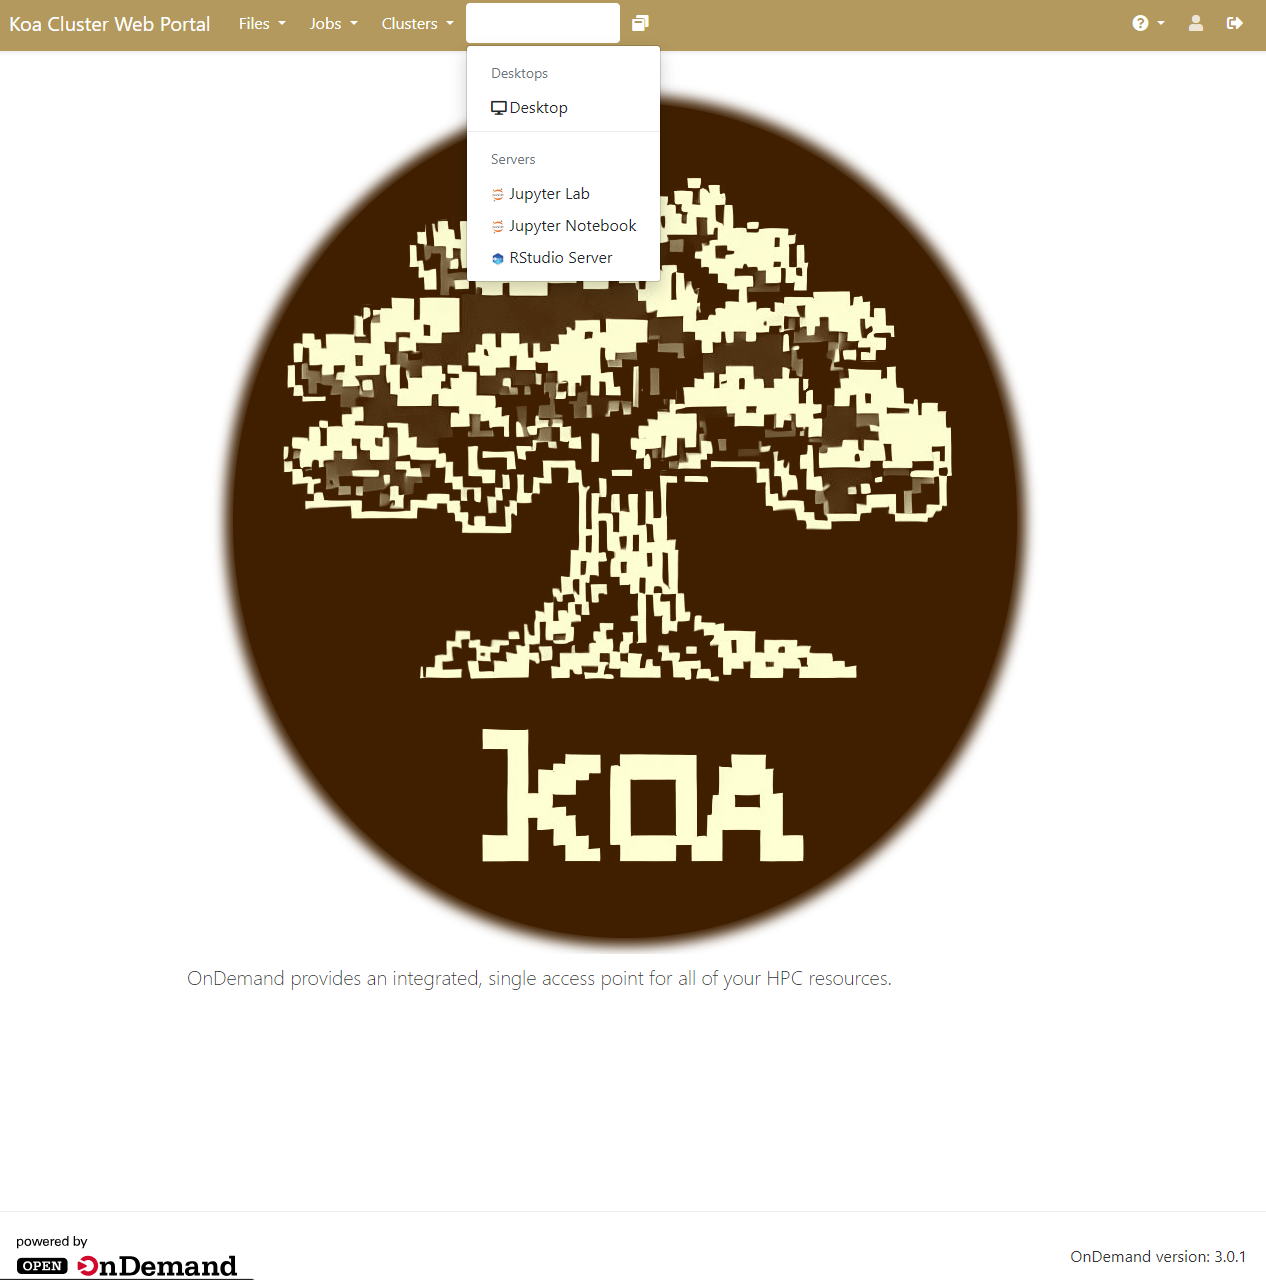 Koa Cluster Web Portal Files Jobs Clusters
Desktops
Desktop
Servers
Jupyter Lab
Jupyter Notebook
RStudio Server
KOA
OnDemand provides an integrated, single access point for all of your HPC resources.
powered by
OPEN OnDemand
OnDemand version: 3.0.1